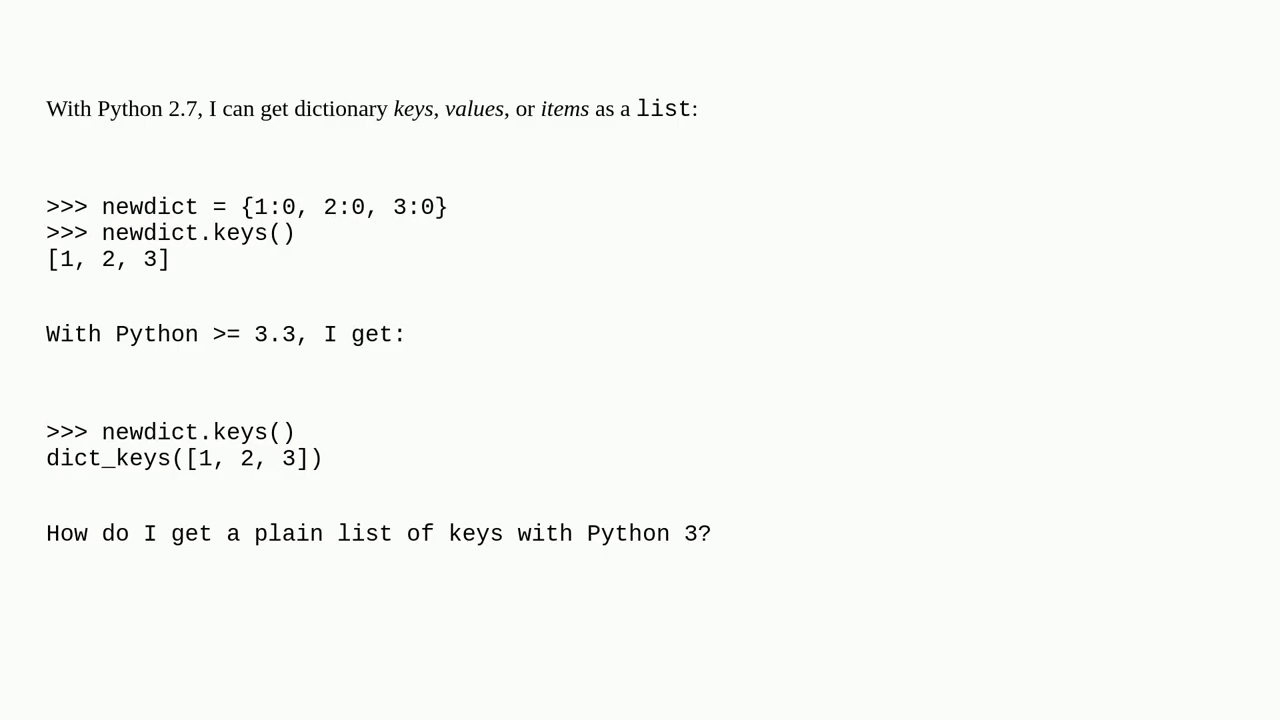 With Python 2.7, I can get dictionary keys, values, or items as a list:
>>> newdict = {1:0, 2:0, 3:0}
>>> newdict.keys()
[1, 2, 3]
With Python >= 3.3, I get:
>>> newdict.keys()
dict_keys([1, 2, 3])
How do I get a plain list of keys with Python 3?